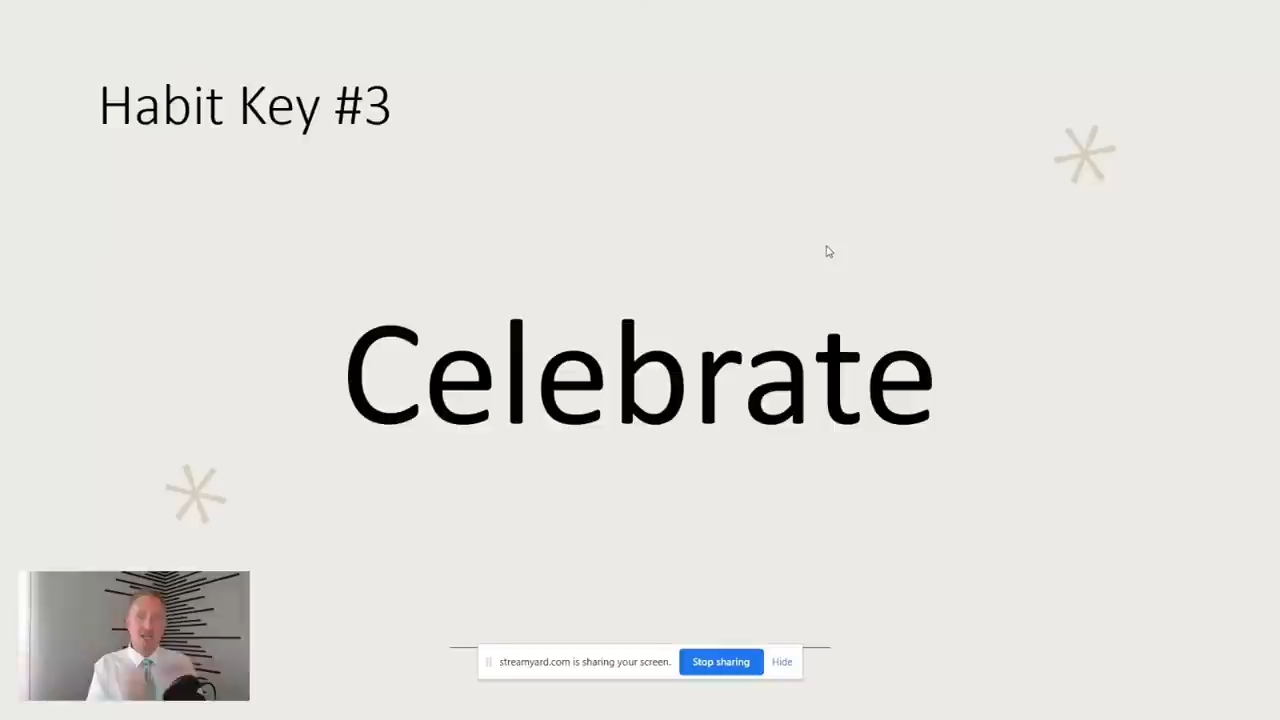 Habit Key #3
Celebrate
streamyard.com is sharing your screen. Stop sharing Hide